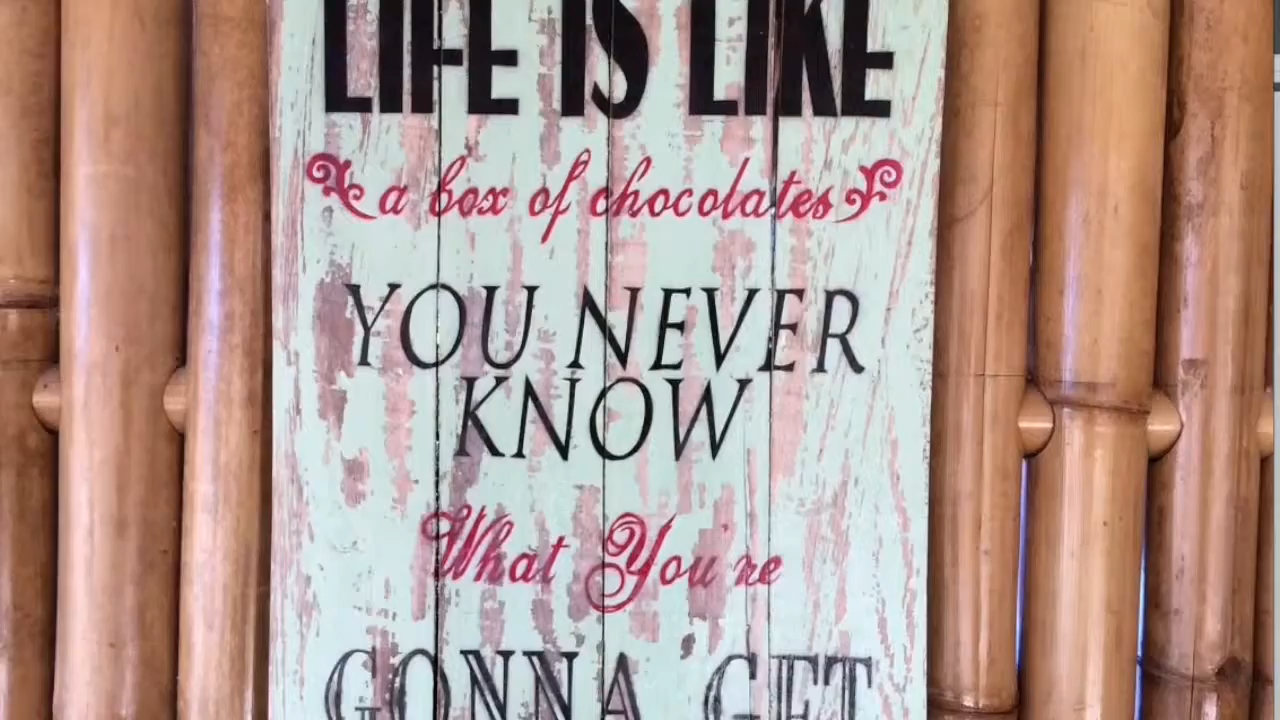 LIFE IS LIKE
a box of chocolates
YOU NEVER
KNOW
What You're
GONNA GET